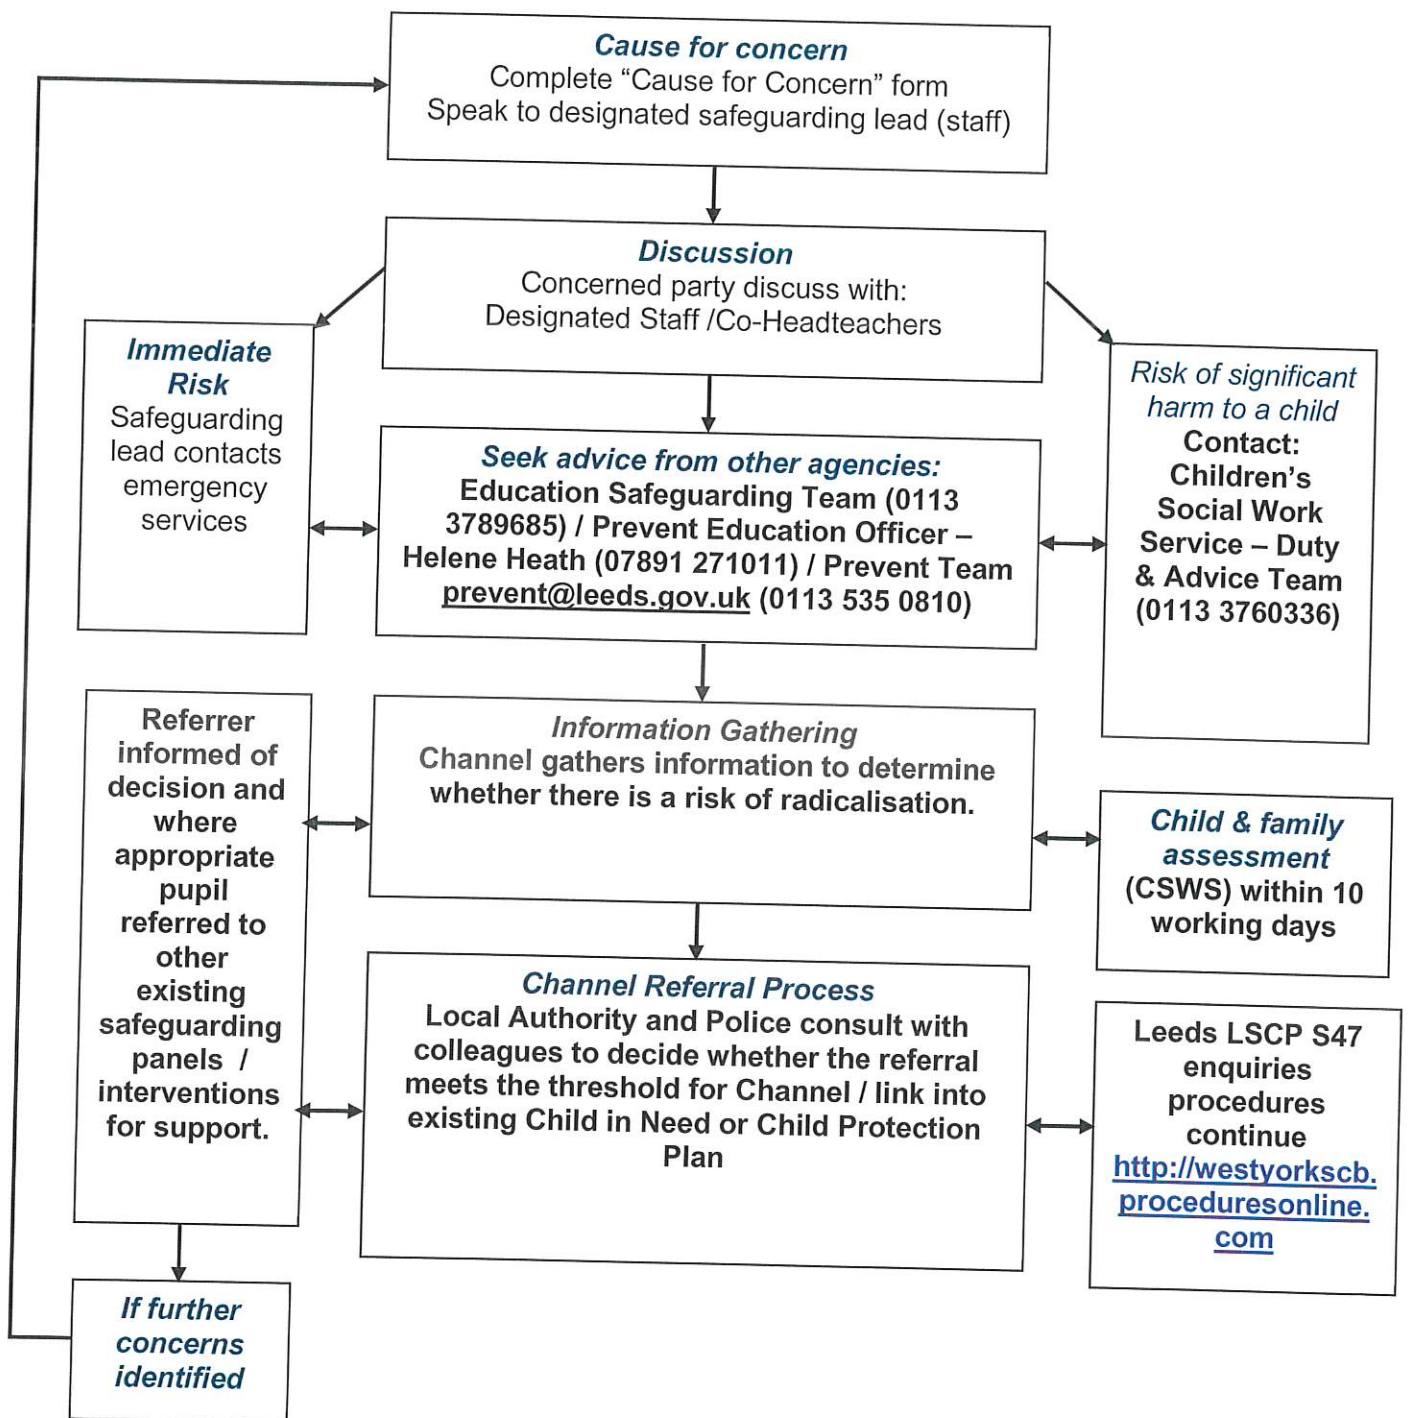 Cause for concern
Complete “Cause for Concern” form
Speak to designated safeguarding lead (staff)
Discussion
Concerned party discuss with:
Designated Staff /Co-Headteachers
Immediate
Risk
Safeguarding
lead contacts
emergency
services
Seek advice from other agencies:
Education Safeguarding Team (0113
3789685) / Prevent Education Officer –
Helene Heath (07891 271011) / Prevent Team
prevent@leeds.gov.uk (0113 535 0810)
Risk of significant
harm to a child
Contact:
Children’s
Social Work
Service – Duty
& Advice Team
(0113 3760336)
Referrer
informed of
decision and
where
appropriate
pupil
referred to
other
existing
safeguarding
panels /
interventions
for support.
Information Gathering
Channel gathers information to determine
whether there is a risk of radicalisation.
Child & family
assessment
(CSWS) within 10
working days
Channel Referral Process
Local Authority and Police consult with
colleagues to decide whether the referral
meets the threshold for Channel / link into
existing Child in Need or Child Protection
Plan
Leeds LSCP S47
enquiries
procedures
continue
http://westyorkscb.
proceduresonline.
com
If further
concerns
identified